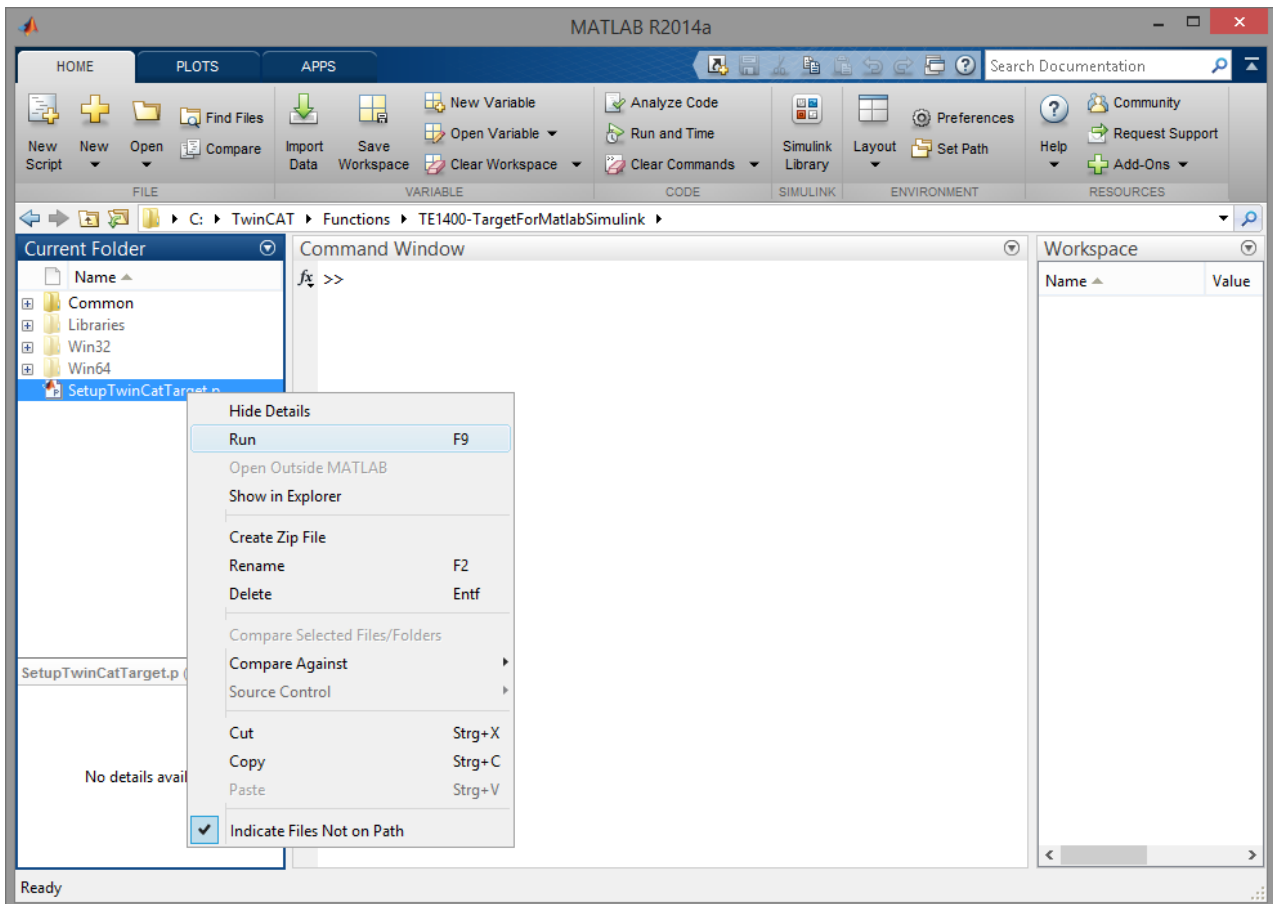 MATLAB R2014a
HOME PLOTS APPS Search Documentation
New Script
New
Open
Find Files
Compare
FILE
Import Data
Save Workspace
New Variable
Open Variable
Clear Workspace
VARIABLE
Analyze Code
Run and Time
Clear Commands
CODE
Simulink Library
SIMULINK
Layout
Preferences
Set Path
ENVIRONMENT
Help
Community
Request Support
Add-Ons
RESOURCES
C: TwinCAT Functions TE1400-TargetForMatlabSimulink
Current Folder
Name
Common
Libraries
Win32
Win64
SetupTwinCatTarget.p
Hide Details
Run F9
Open Outside MATLAB
Show in Explorer
Create Zip File
Rename F2
Delete Entf
Compare Selected Files/Folders
Compare Against
Source Control
Cut Strg+X
Copy Strg+C
Paste Strg+V
Indicate Files Not on Path
SetupTwinCatTarget.p (
No details avail
Command Window
fx >>
Workspace
Name Value
Ready